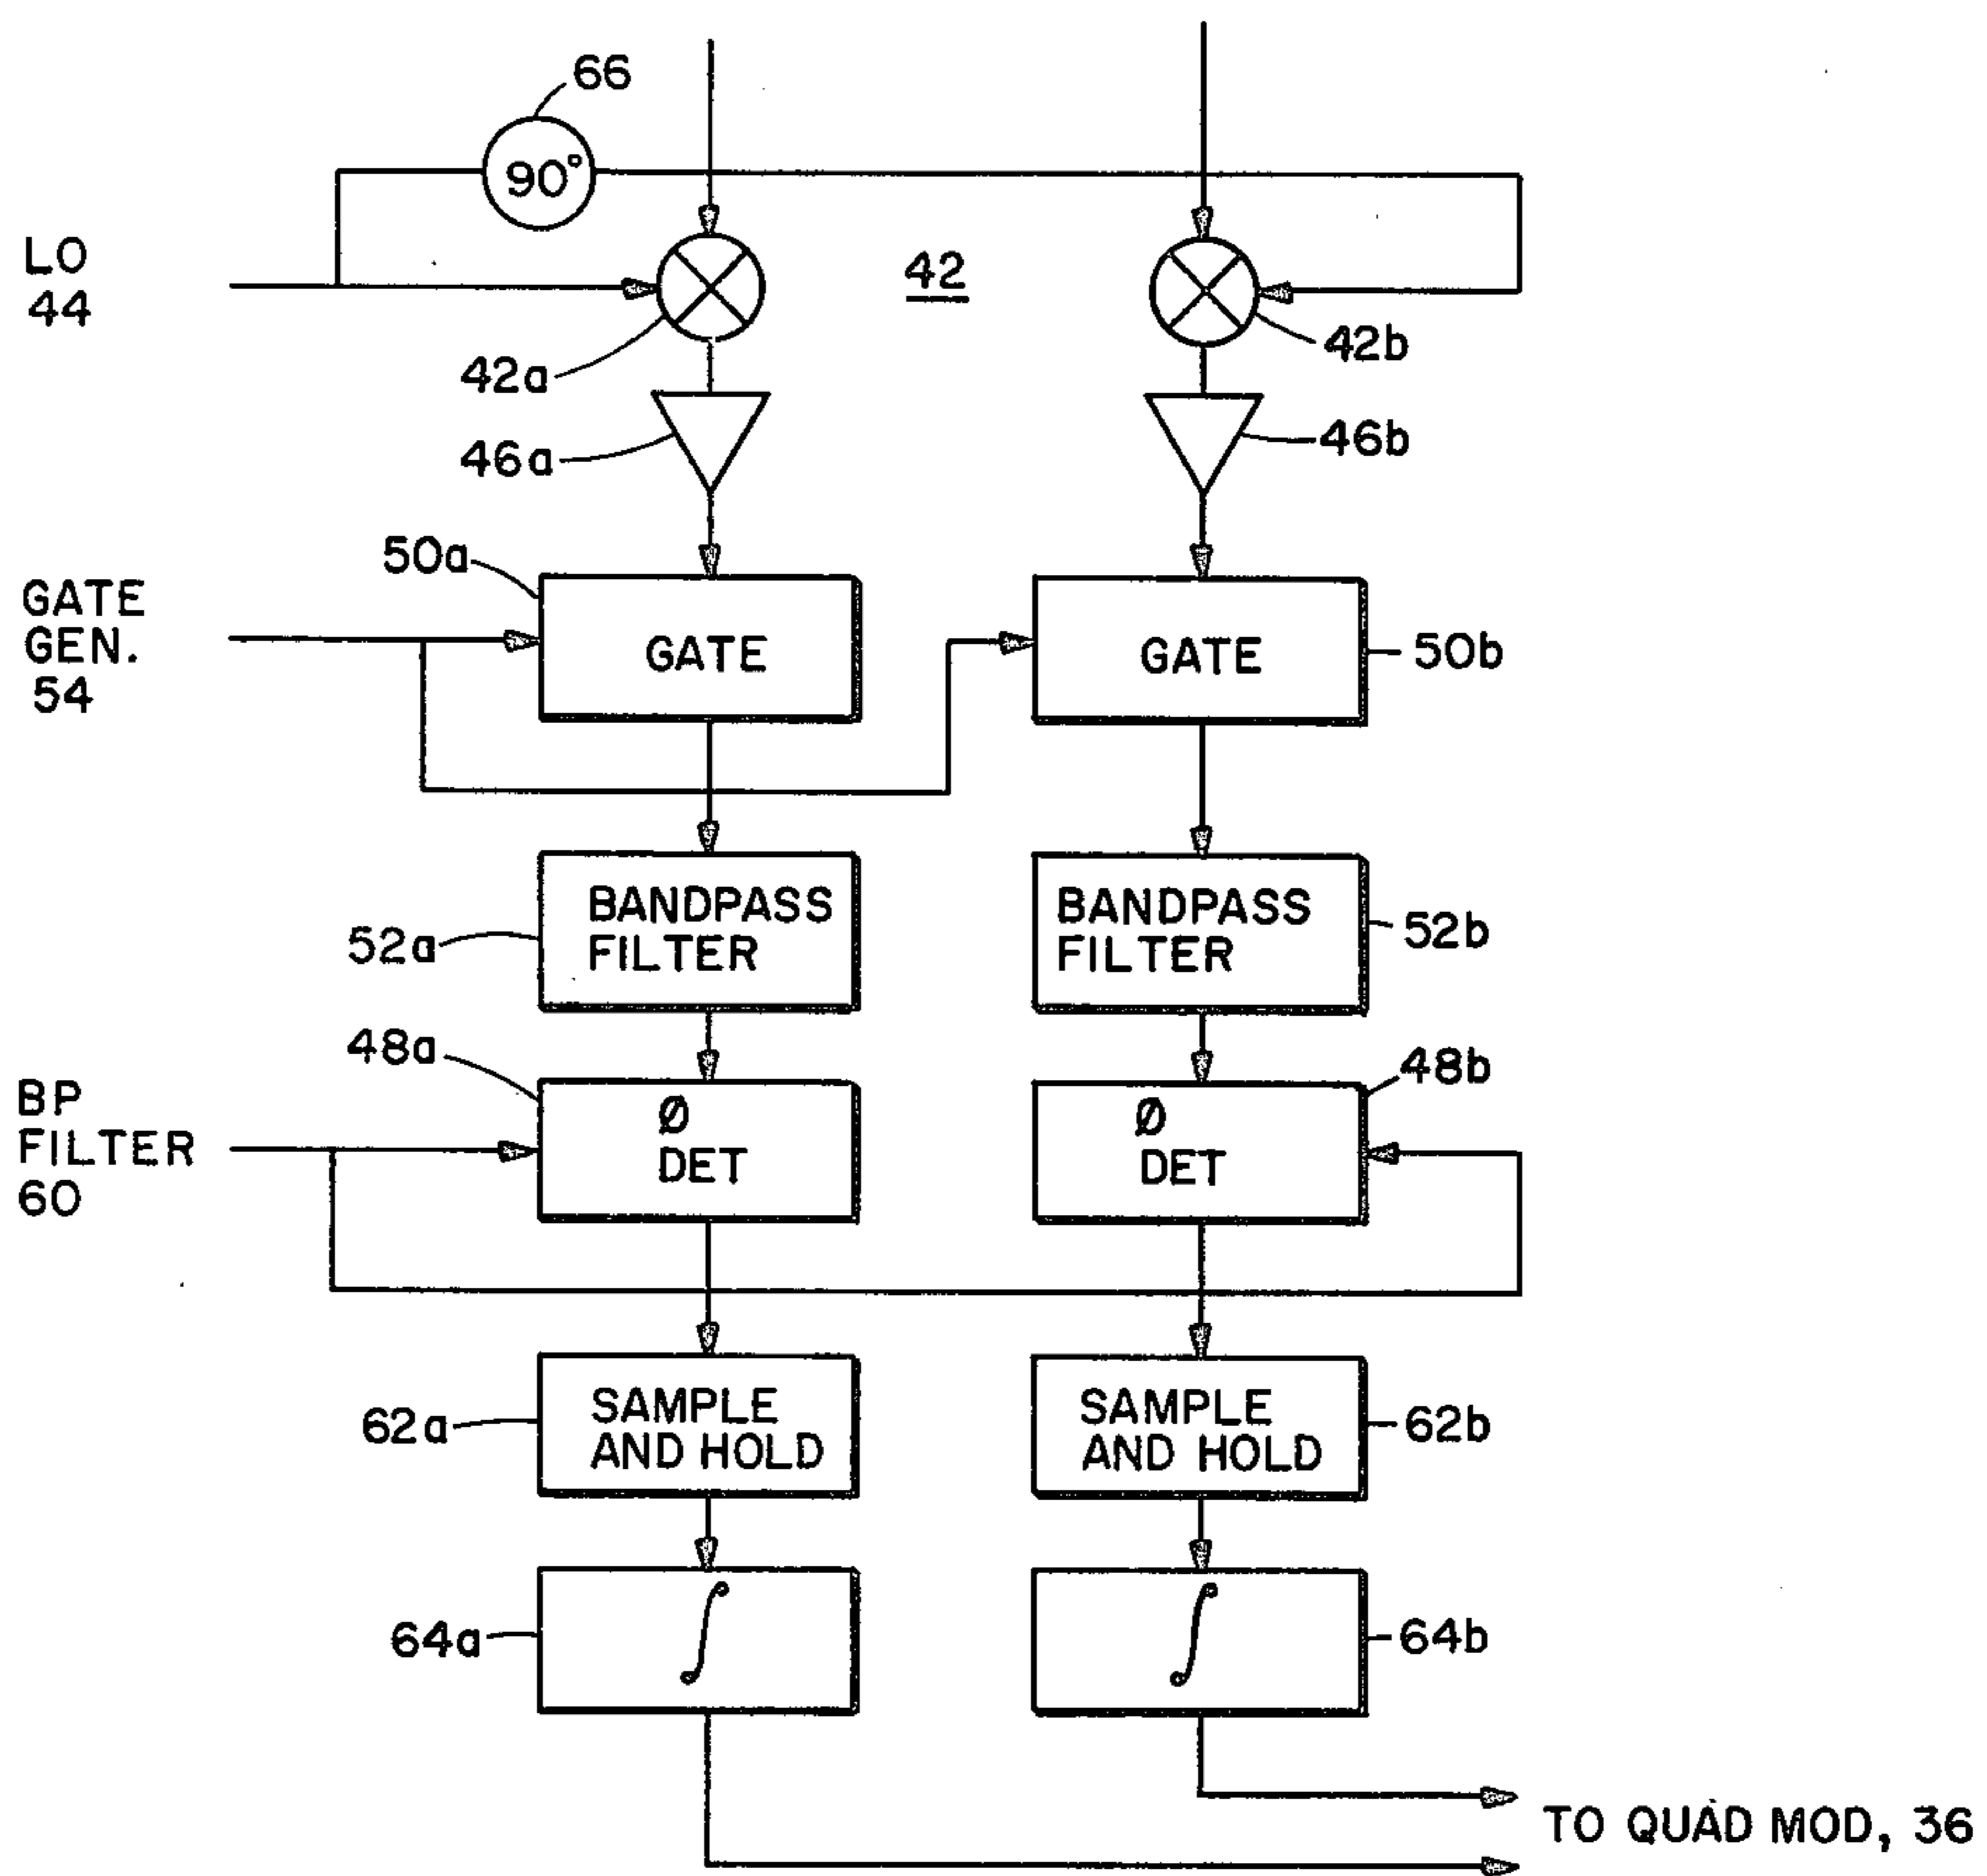 66
90°
LO
44
42
42a
42b
46a
46b
50a
GATE
GEN.
54
GATE
GATE
50b
52a
BANDPASS
FILTER
BANDPASS
FILTER
52b
48a
48b
BP
FILTER
60
Ø
DET
Ø
DET
62a
SAMPLE
AND HOLD
SAMPLE
AND HOLD
62b
64a
∫
∫
64b
TO QUAD MOD, 36